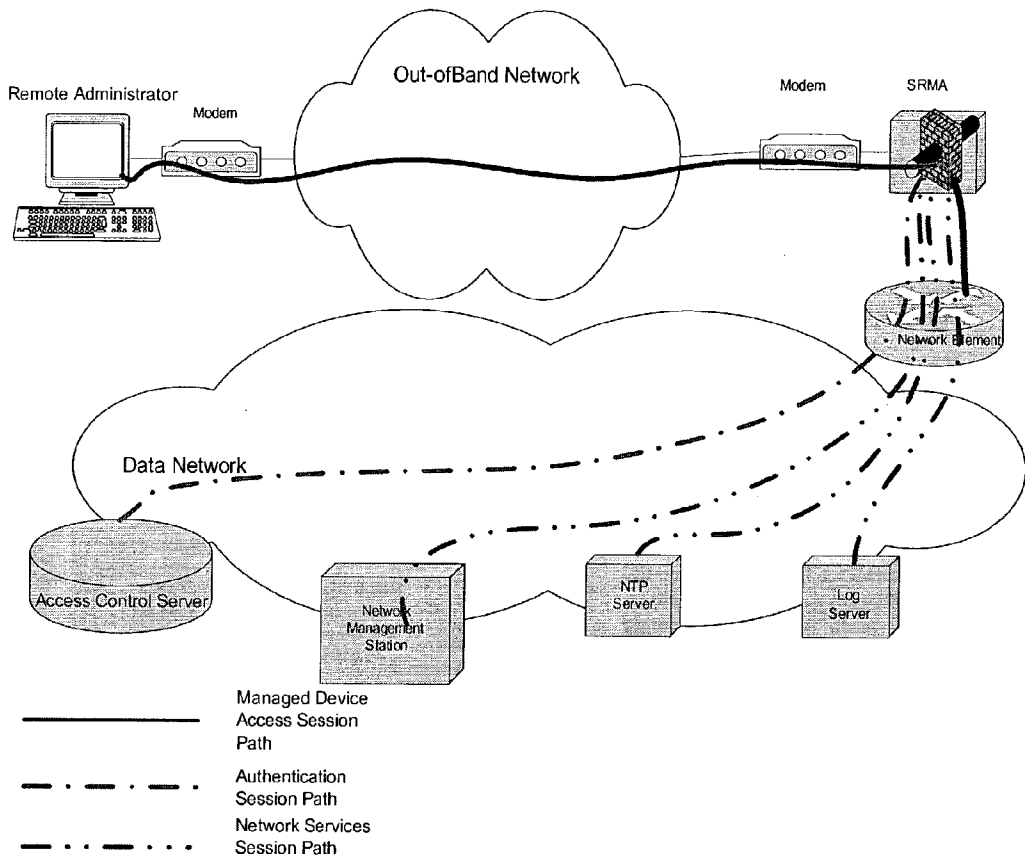 Out-ofBand Network
Remote Administrator
Modem
Modem
SRMA
Network Element
Data Network
Access Control Server
Network
Management
Station
NTP
Server
Log
Server
Managed Device
Access Session
Path
Authentication
Session Path
Network Services
Session Path